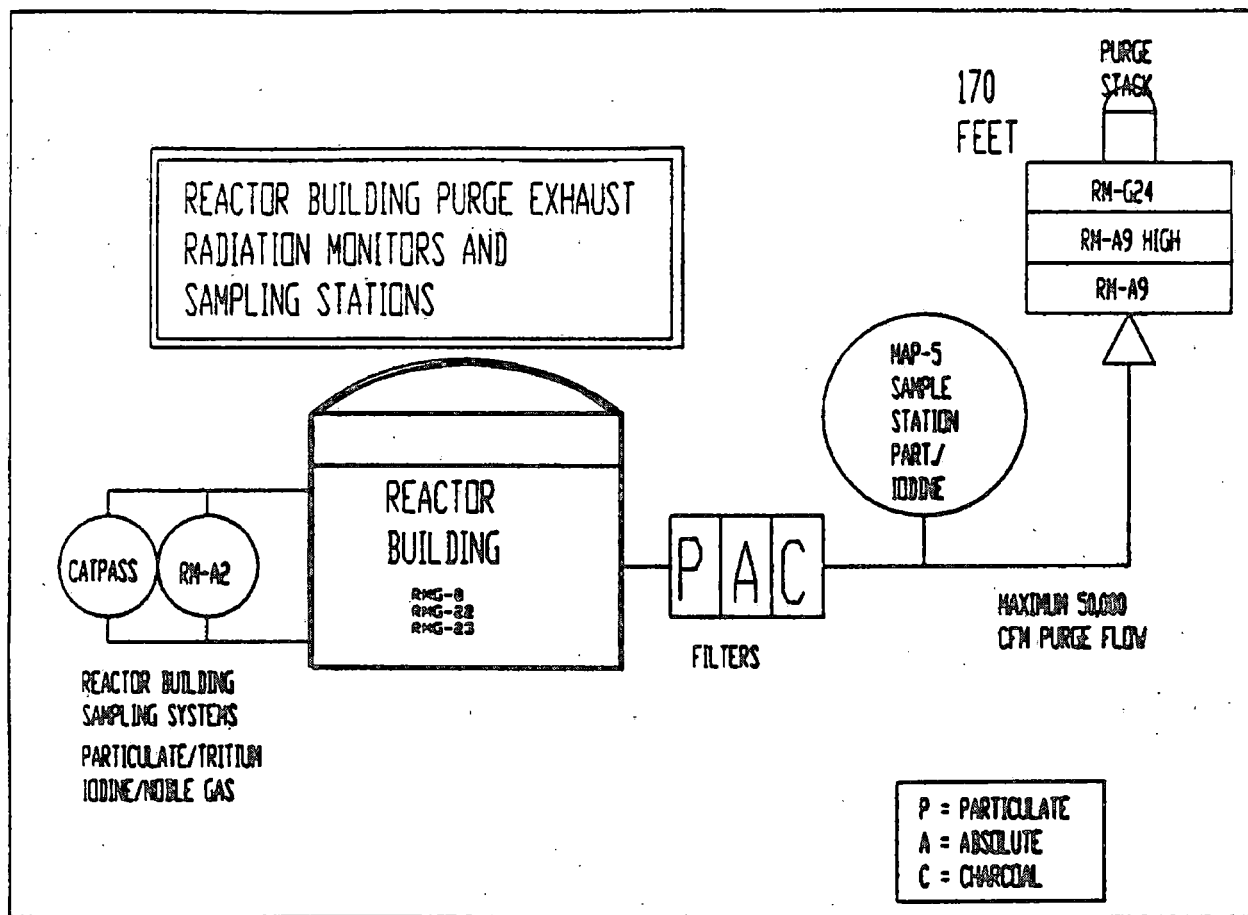 PURGE
STACK
170
FEET
REACTOR BUILDING PURGE EXHAUST
RADIATION MONITORS AND
SAMPLING STATIONS
RM-G24
RM-A9 HIGH
RM-A9
MAP-5
SAMPLE
STATION
PART./
IODINE
REACTOR
BUILDING
RMG-8
RMG-22
RMG-23
CATPASS
RM-A2
P A C
FILTERS
MAXIMUM 50,000
CFM PURGE FLOW
REACTOR BUILDING
SAMPLING SYSTEMS
PARTICULATE/TRITIUM
IODINE/NOBLE GAS
P = PARTICULATE
A = ABSOLUTE
C = CHARCOAL